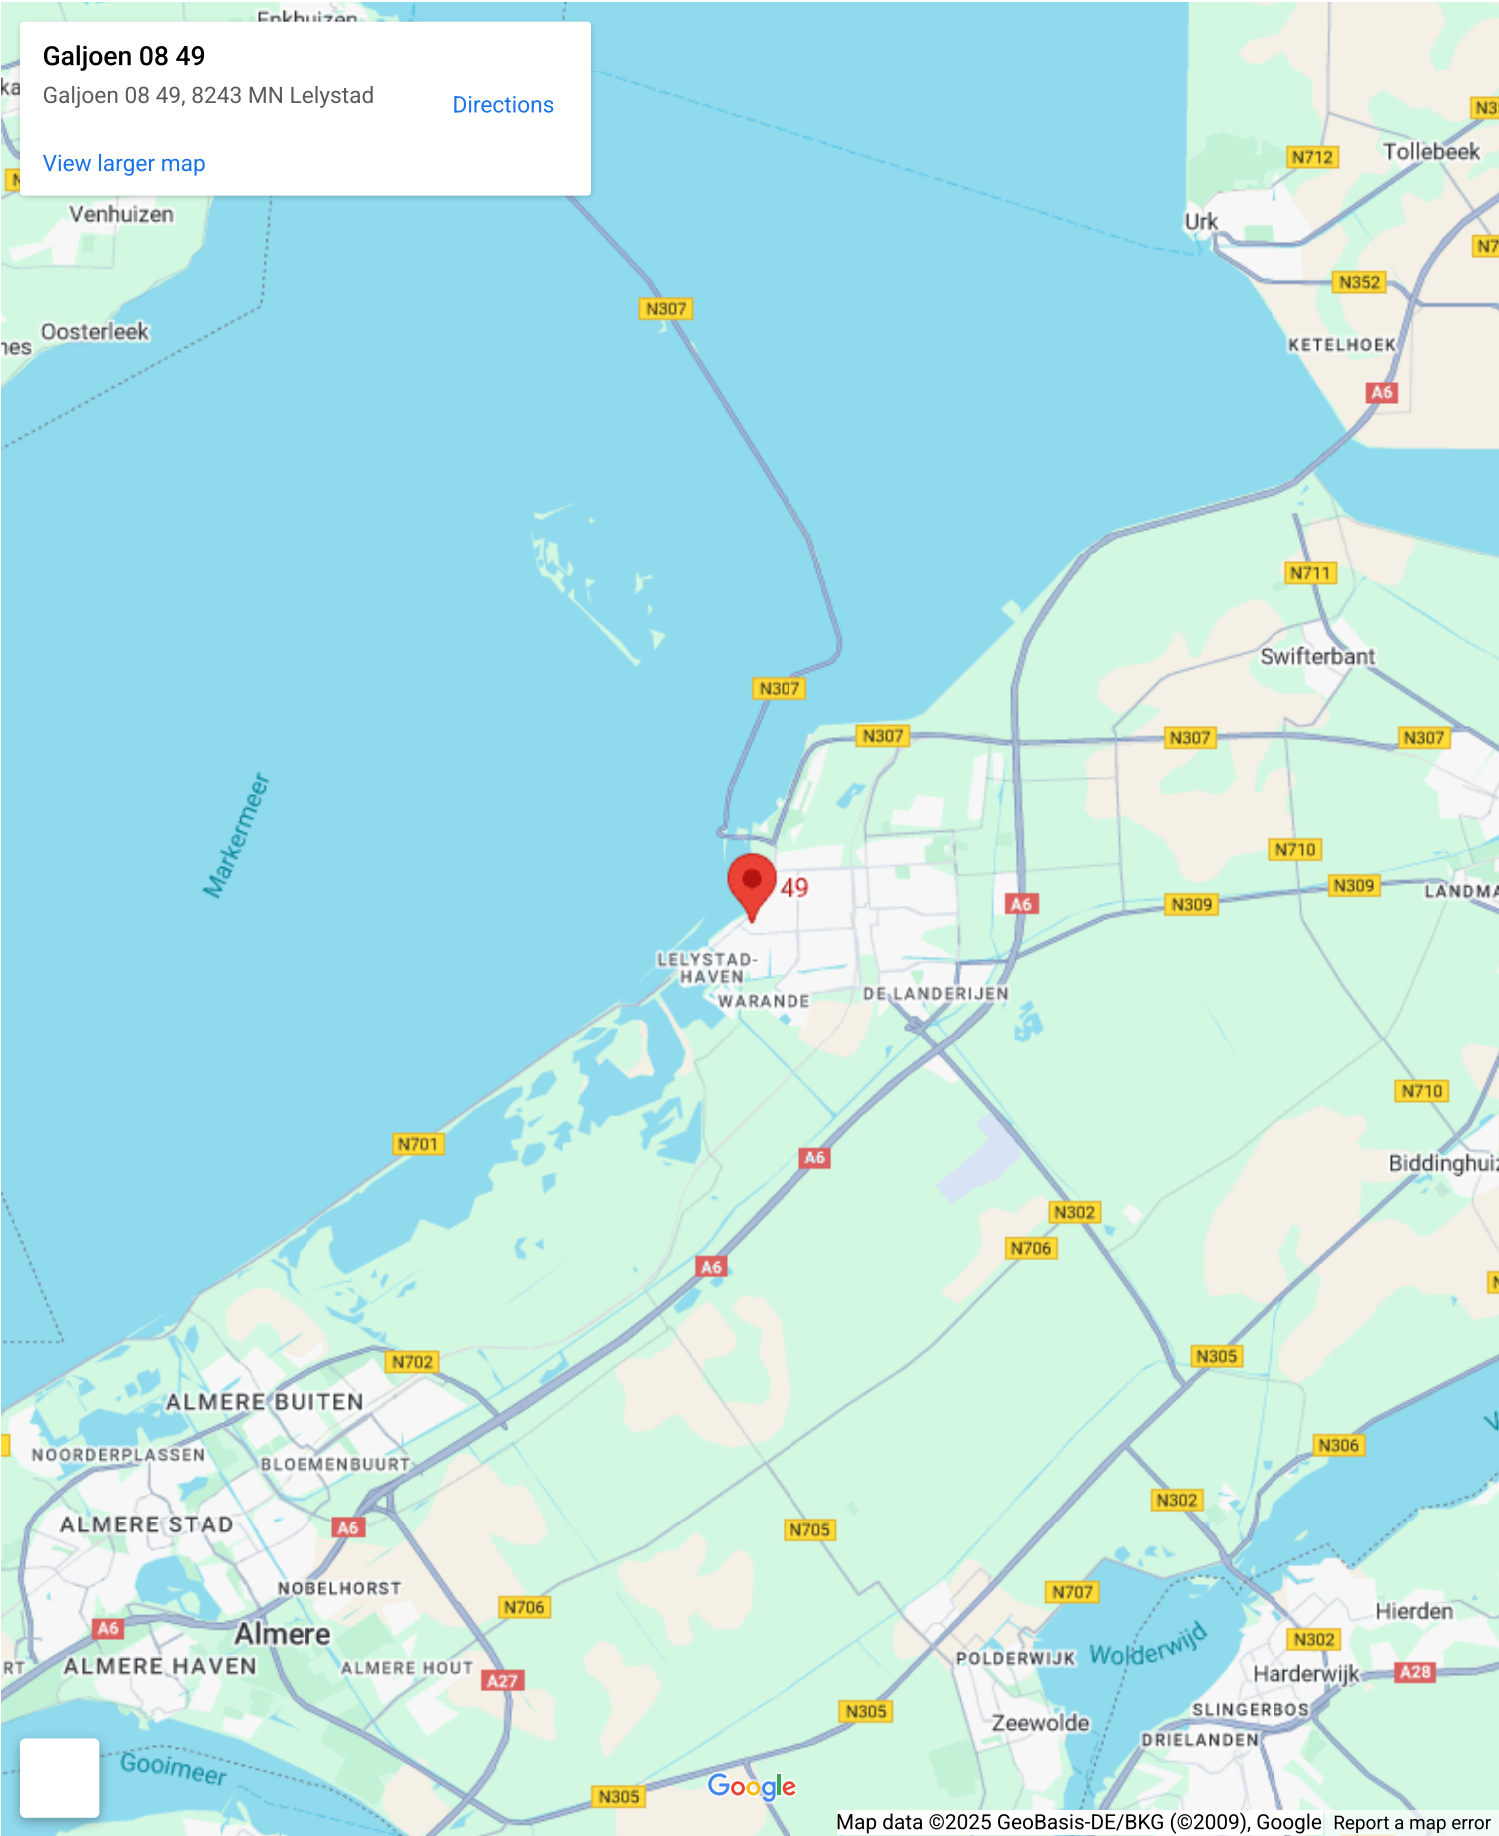 Enkhuizen
Galjoen 08 49
Galjoen 08 49, 8243 MN Lelystad
Directions
View larger map
Venhuizen
Oosterleek
N307
N712
Tollebeek
Urk
N352
KETELHOEK
A6
N711
Swifterbant
N307
N307
N307
N307
Markermeer
N710
49
A6
N309
N309
LELYSTAD-
HAVEN
WARANDE
DE LANDERIJEN
N710
N701
A6
N302
N706
A6
N305
N702
ALMERE BUITEN
NOORDERPLASSEN
BLOEMENBUURT
N306
ALMERE STAD
A6
N705
N302
NOBELHORST
N706
N707
Hierden
A6
Almere
N302
ALMERE HAVEN
ALMERE HOUT
A27
POLDERWIJK
Wolderwijd
Harderwijk
A28
N305
Zeewolde
SLINGERBOS
DRIELANDEN
Gooimeer
N305
Google
Map data ©2025 GeoBasis-DE/BKG (©2009), Google
Report a map error